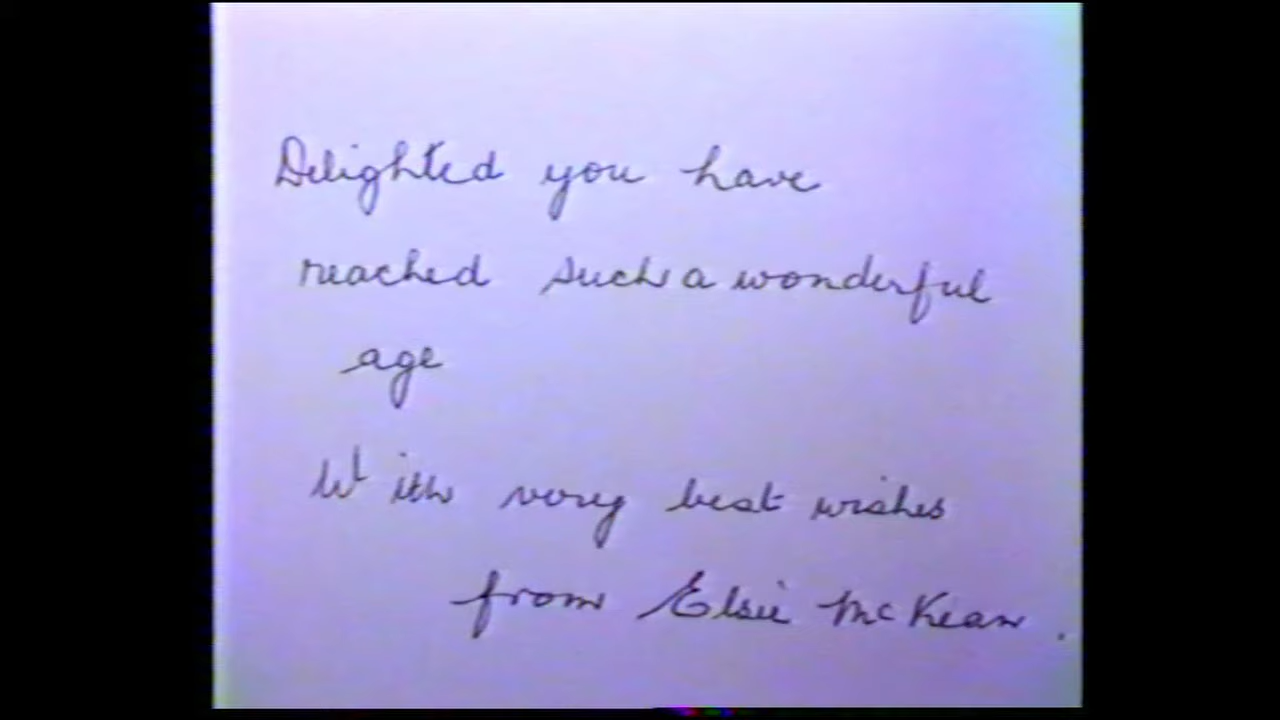 Delighted you have
reached such a wonderful
age
With very best wishes
from Elsie McKean.